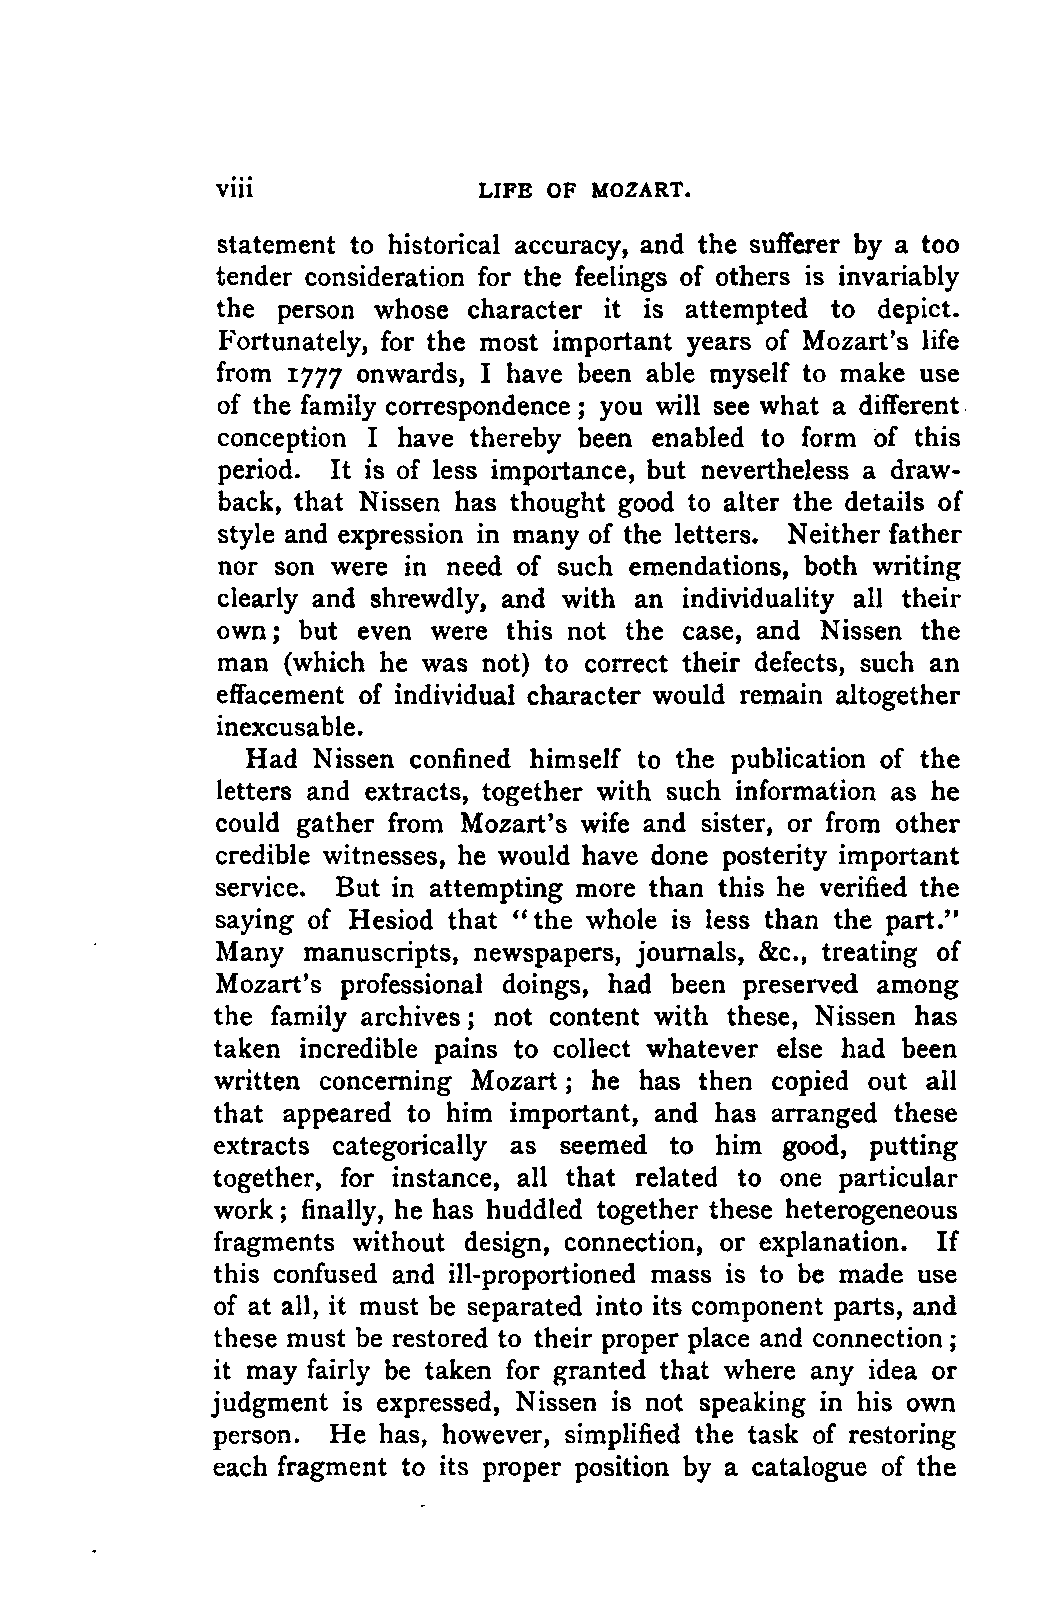 viii LIFE OF MOZART.
statement to historical accuracy, and the sufferer by a too
tender consideration for the feelings of others is invariably
the person whose character it is attempted to depict.
Fortunately, for the most important years of Mozart's life
from 1777 onwards, I have been able myself to make use
of the family correspondence; you will see what a different
conception I have thereby been enabled to form of this
period. It is of less importance, but nevertheless a draw-
back, that Nissen has thought good to alter the details of
style and expression in many of the letters. Neither father
nor son were in need of such emendations, both writing
clearly and shrewdly, and with an individuality all their
own; but even were this not the case, and Nissen the
man (which he was not) to correct their defects, such an
effacement of individual character would remain altogether
inexcusable.
Had Nissen confined himself to the publication of the
letters and extracts, together with such information as he
could gather from Mozart's wife and sister, or from other
credible witnesses, he would have done posterity important
service. But in attempting more than this he verified the
saying of Hesiod that "the whole is less than the part."
Many manuscripts, newspapers, journals, &c., treating of
Mozart's professional doings, had been preserved among
the family archives; not content with these, Nissen has
taken incredible pains to collect whatever else had been
written concerning Mozart; he has then copied out all
that appeared to him important, and has arranged these
extracts categorically as seemed to him good, putting
together, for instance, all that related to one particular
work; finally, he has huddled together these heterogeneous
fragments without design, connection, or explanation. If
this confused and ill-proportioned mass is to be made use
of at all, it must be separated into its component parts, and
these must be restored to their proper place and connection;
it may fairly be taken for granted that where any idea or
judgment is expressed, Nissen is not speaking in his own
person. He has, however, simplified the task of restoring
each fragment to its proper position by a catalogue of the